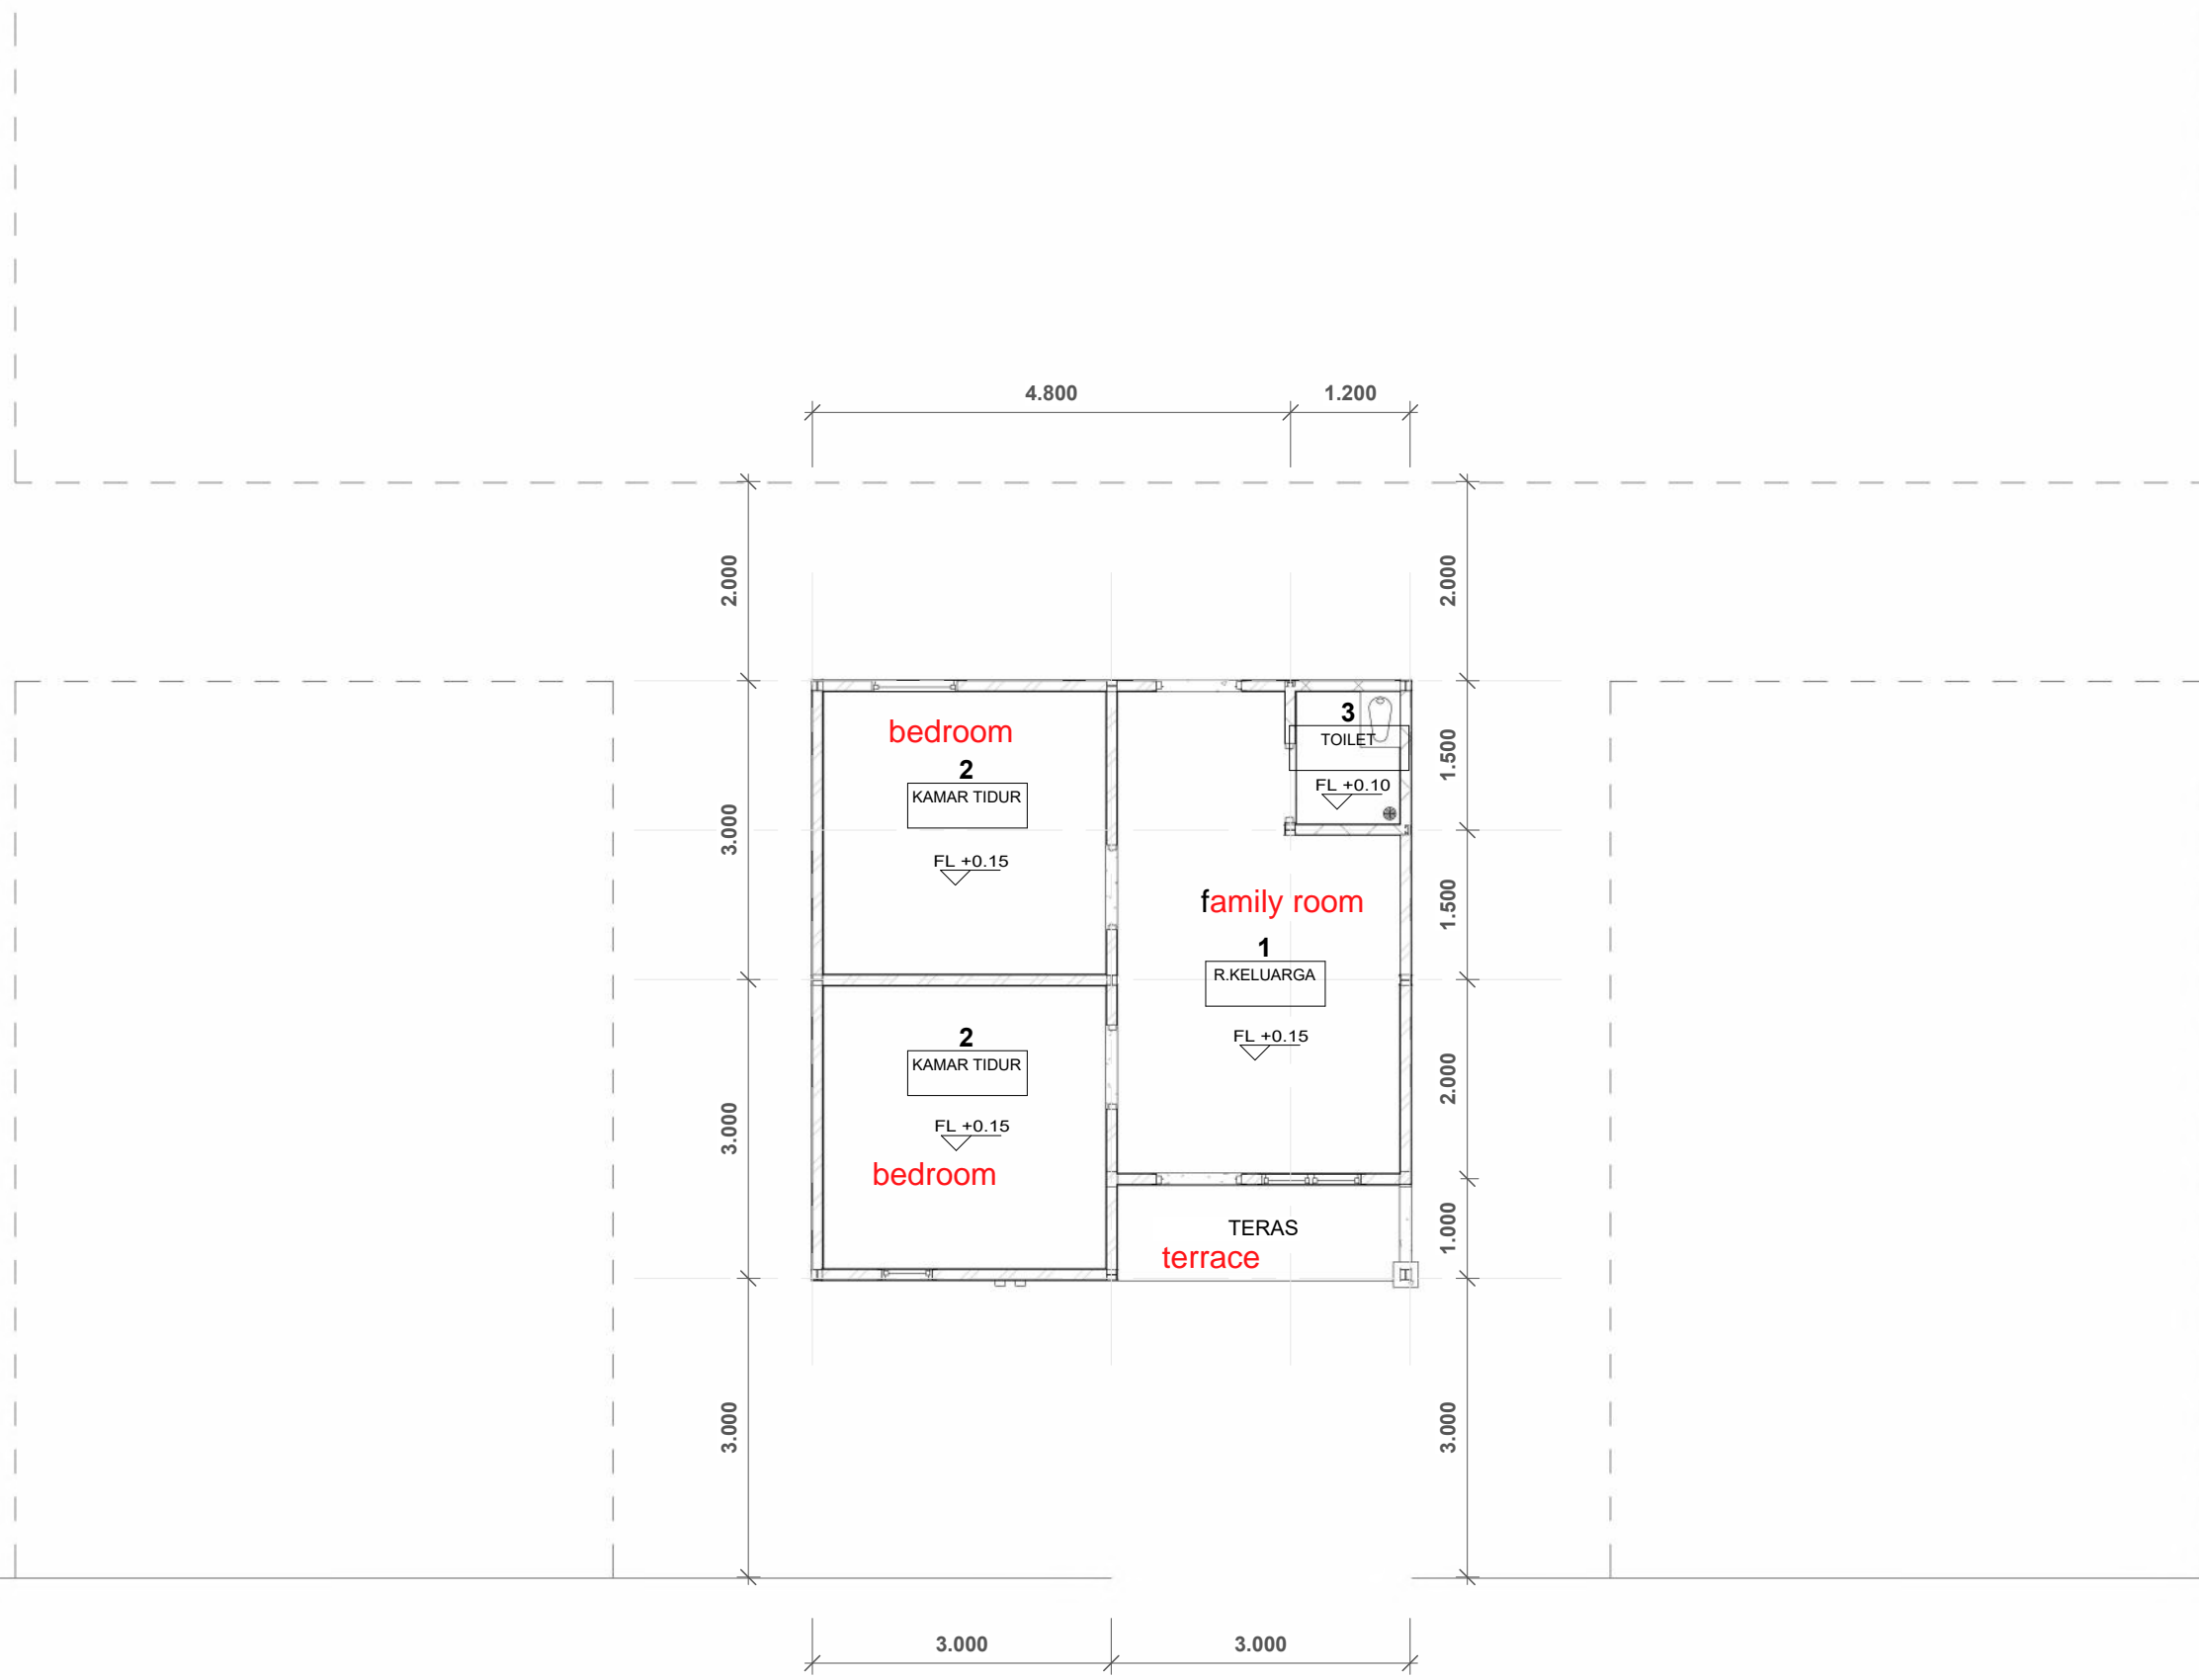 4.800
1.200
2.000
2.000
bedroom
3
TOILET
1.500
2
KAMAR TIDUR
FL +0.10
3.000
FL +0.15
family room
1.500
1
R.KELUARGA
2
KAMAR TIDUR
FL +0.15
2.000
3.000
FL +0.15
bedroom
TERAS
1.000
terrace
3.000
3.000
3.000
3.000